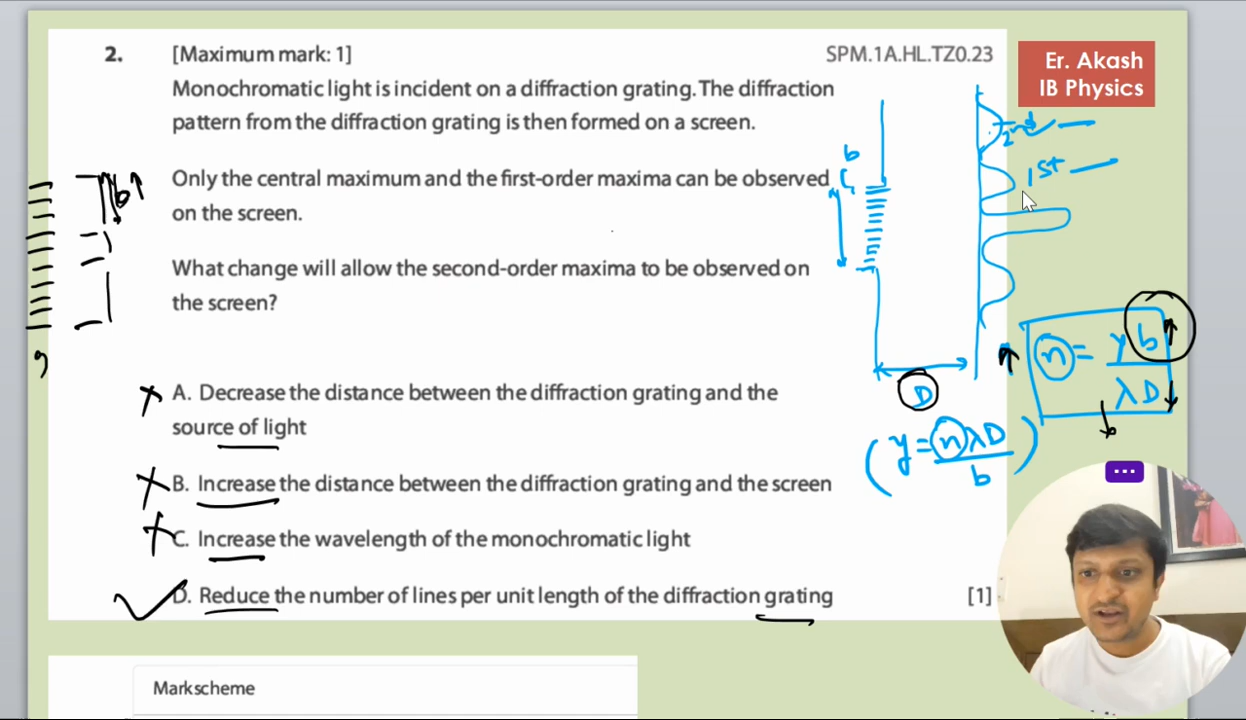 2. [Maximum mark: 1] SPM.1A.HL.TZ0.23
Er. Akash
IB Physics
Monochromatic light is incident on a diffraction grating. The diffraction
pattern from the diffraction grating is then formed on a screen.
Only the central maximum and the first-order maxima can be observed
on the screen.
What change will allow the second-order maxima to be observed on
the screen?
A. Decrease the distance between the diffraction grating and the
source of light
B. Increase the distance between the diffraction grating and the screen
C. Increase the wavelength of the monochromatic light
D. Reduce the number of lines per unit length of the diffraction grating [1]
b↑
b
2nd
1st
D
n = yb↑ / λD↓
(y = nλD / b)
Markscheme